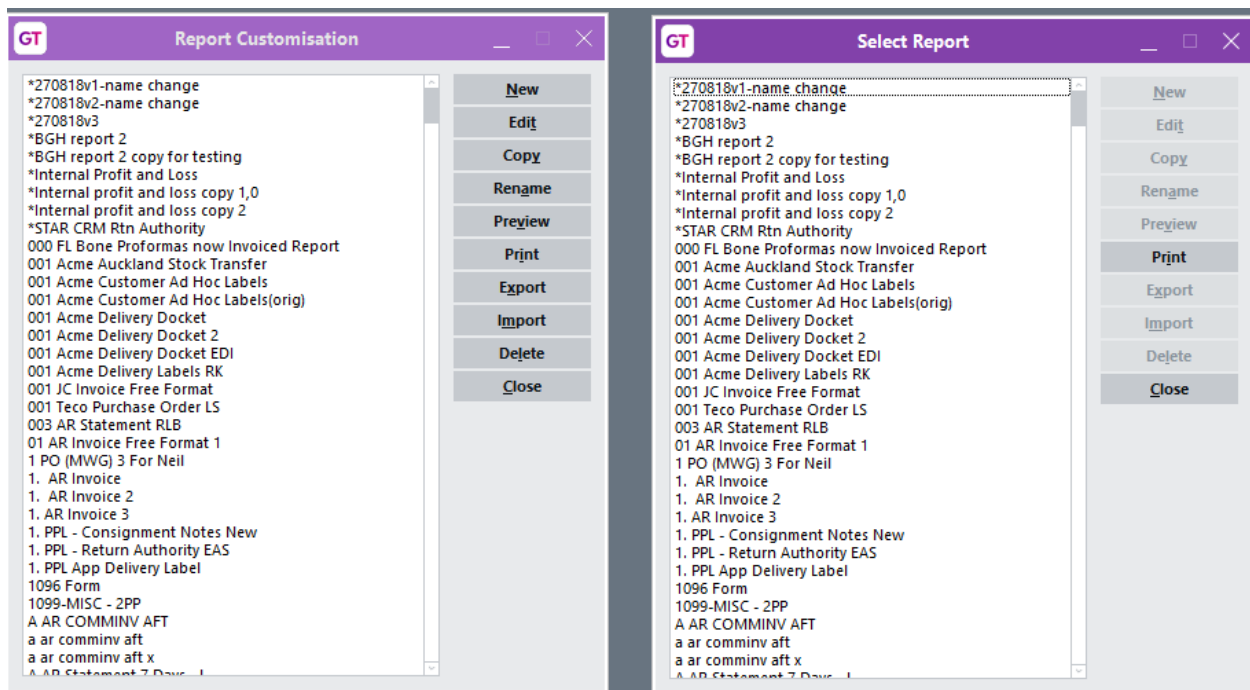 GT Report Customisation
*270818v1-name change
*270818v2-name change
*270818v3
*BGH report 2
*BGH report 2 copy for testing
*Internal Profit and Loss
*Internal profit and loss copy 1,0
*Internal profit and loss copy 2
*STAR CRM Rtn Authority
000 FL Bone Proformas now Invoiced Report
001 Acme Auckland Stock Transfer
001 Acme Customer Ad Hoc Labels
001 Acme Customer Ad Hoc Labels(orig)
001 Acme Delivery Docket
001 Acme Delivery Docket 2
001 Acme Delivery Docket EDI
001 Acme Delivery Labels RK
001 JC Invoice Free Format
001 Teco Purchase Order LS
003 AR Statement RLB
01 AR Invoice Free Format 1
1 PO (MWG) 3 For Neil
1.  AR Invoice
1.  AR Invoice 2
1. AR Invoice 3
1. PPL - Consignment Notes New
1. PPL - Return Authority EAS
1. PPL App Delivery Label
1096 Form
1099-MISC - 2PP
A AR COMMINV AFT
a ar comminv aft
a ar comminv aft x
A AR Statement 7 Days
New
Edit
Copy
Rename
Preview
Print
Export
Import
Delete
Close
GT Select Report
*270818v1-name change
*270818v2-name change
*270818v3
*BGH report 2
*BGH report 2 copy for testing
*Internal Profit and Loss
*Internal profit and loss copy 1,0
*Internal profit and loss copy 2
*STAR CRM Rtn Authority
000 FL Bone Proformas now Invoiced Report
001 Acme Auckland Stock Transfer
001 Acme Customer Ad Hoc Labels
001 Acme Customer Ad Hoc Labels(orig)
001 Acme Delivery Docket
001 Acme Delivery Docket 2
001 Acme Delivery Docket EDI
001 Acme Delivery Labels RK
001 JC Invoice Free Format
001 Teco Purchase Order LS
003 AR Statement RLB
01 AR Invoice Free Format 1
1 PO (MWG) 3 For Neil
1.  AR Invoice
1.  AR Invoice 2
1. AR Invoice 3
1. PPL - Consignment Notes New
1. PPL - Return Authority EAS
1. PPL App Delivery Label
1096 Form
1099-MISC - 2PP
A AR COMMINV AFT
a ar comminv aft
a ar comminv aft x
A AR Statement 7 Days
New
Edit
Copy
Rename
Preview
Print
Export
Import
Delete
Close